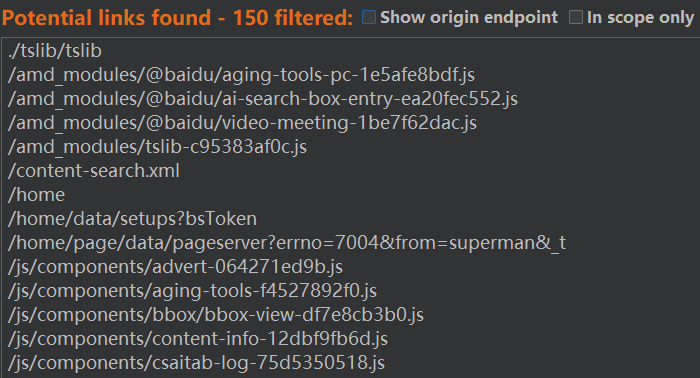 Potential links found - 150 filtered: Show origin endpoint In scope only
./tslib/tslib
/amd_modules/@baidu/aging-tools-pc-1e5afe8bdf.js
/amd_modules/@baidu/ai-search-box-entry-ea20fec552.js
/amd_modules/@baidu/video-meeting-1be7f62dac.js
/amd_modules/tslib-c95383af0c.js
/content-search.xml
/home
/home/data/setups?bsToken
/home/page/data/pageserver?errno=7004&from=superman&_t
/js/components/advert-064271ed9b.js
/js/components/aging-tools-f4527892f0.js
/js/components/bbox/bbox-view-df7e8cb3b0.js
/js/components/content-info-12dbf9fb6d.js
/js/components/csaitab-log-75d5350518.js